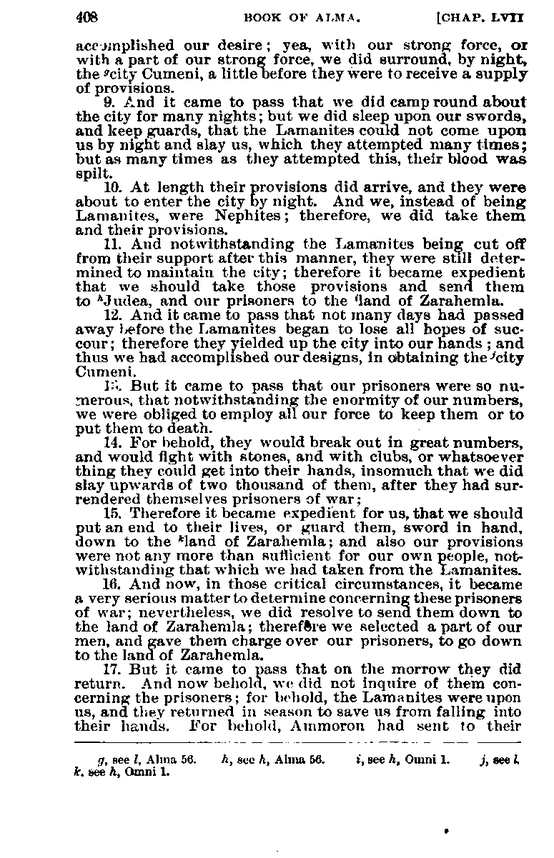 408 BOOK OF ALMA. [CHAP. LVII
accomplished our desire; yea, with our strong force, or
with a part of our strong force, we did surround, by night,
the ᵍcity Cumeni, a little before they were to receive a supply
of provisions.
9. And it came to pass that we did camp round about
the city for many nights; but we did sleep upon our swords,
and keep guards, that the Lamanites could not come upon
us by night and slay us, which they attempted many times;
but as many times as they attempted this, their blood was
spilt.
10. At length their provisions did arrive, and they were
about to enter the city by night. And we, instead of being
Lamanites, were Nephites; therefore, we did take them
and their provisions.
11. And notwithstanding the Lamanites being cut off
from their support after this manner, they were still deter-
mined to maintain the city; therefore it became expedient
that we should take those provisions and send them
to ʰJudea, and our prisoners to the ⁱland of Zarahemla.
12. And it came to pass that not many days had passed
away before the Lamanites began to lose all hopes of suc-
cour; therefore they yielded up the city into our hands; and
thus we had accomplished our designs, in obtaining the ʲcity
Cumeni.
13. But it came to pass that our prisoners were so nu-
merous, that notwithstanding the enormity of our numbers,
we were obliged to employ all our force to keep them or to
put them to death.
14. For behold, they would break out in great numbers,
and would fight with stones, and with clubs, or whatsoever
thing they could get into their hands, insomuch that we did
slay upwards of two thousand of them, after they had sur-
rendered themselves prisoners of war;
15. Therefore it became expedient for us, that we should
put an end to their lives, or guard them, sword in hand,
down to the ᵏland of Zarahemla; and also our provisions
were not any more than sufficient for our own people, not-
withstanding that which we had taken from the Lamanites.
16. And now, in those critical circumstances, it became
a very serious matter to determine concerning these prisoners
of war; nevertheless, we did resolve to send them down to
the land of Zarahemla; therefore we selected a part of our
men, and gave them charge over our prisoners, to go down
to the land of Zarahemla.
17. But it came to pass that on the morrow they did
return. And now behold, we did not inquire of them con-
cerning the prisoners; for behold, the Lamanites were upon
us, and they returned in season to save us from falling into
their hands. For behold, Ammoron had sent to their
g, see l, Alma 56. h, see h, Alma 56. i, see h, Omni 1. j, see l.
k, see h, Omni 1.